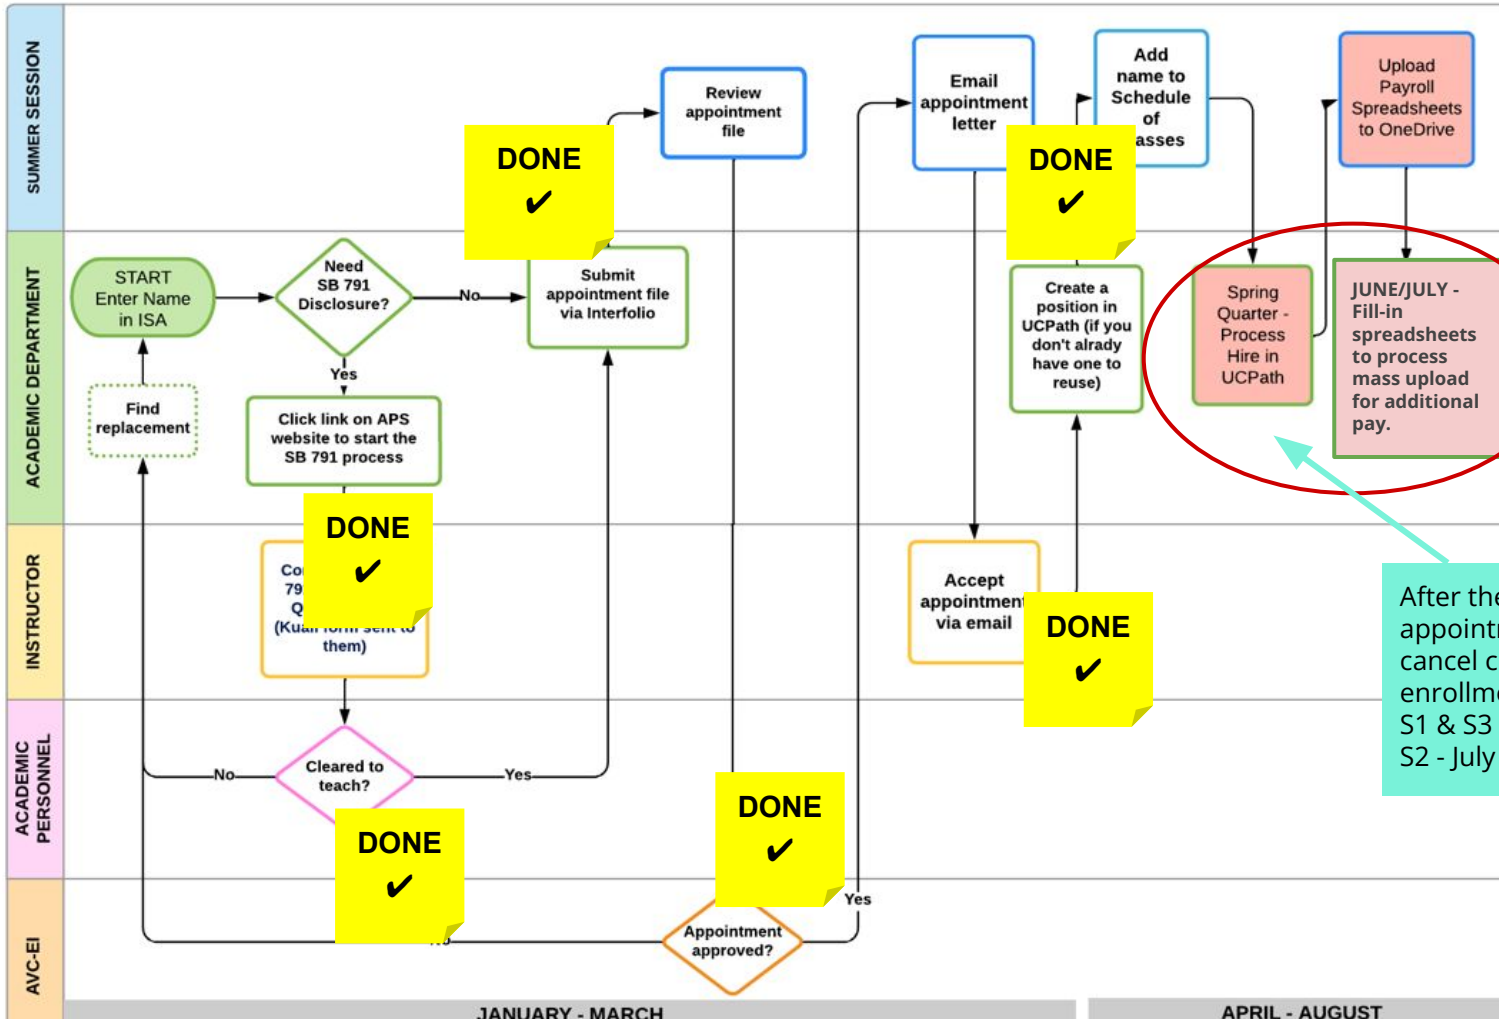 SUMMER SESSION
Review
appointment
file
Email
appointment
letter
Add
name to
Schedule
of
asses
Upload
Payroll
Spreadsheets
to OneDrive
DONE
✔
DONE
✔
ACADEMIC DEPARTMENT
START
Enter Name
in ISA
Need
SB 791
Disclosure?
No
Submit
appointment file
via Interfolio
Create a
position in
UCPath (if you
don't alrady
have one to
reuse)
Spring
Quarter -
Process
Hire in
UCPath
JUNE/JULY -
Fill-in
spreadsheets
to process
mass upload
for additional
pay.
Yes
Find
replacement
Click link on APS
website to start the
SB 791 process
INSTRUCTOR
DONE
✔
(Kuali form sent to
them)
Accept
appointment
via email
DONE
✔
After the
cancel
S1 & S3
S2 - July
ACADEMIC
PERSONNEL
Cleared to
teach?
No
Yes
DONE
✔
DONE
✔
AVC-EI
Appointment
approved?
Yes
JANUARY - MARCH
APRIL - AUGUST